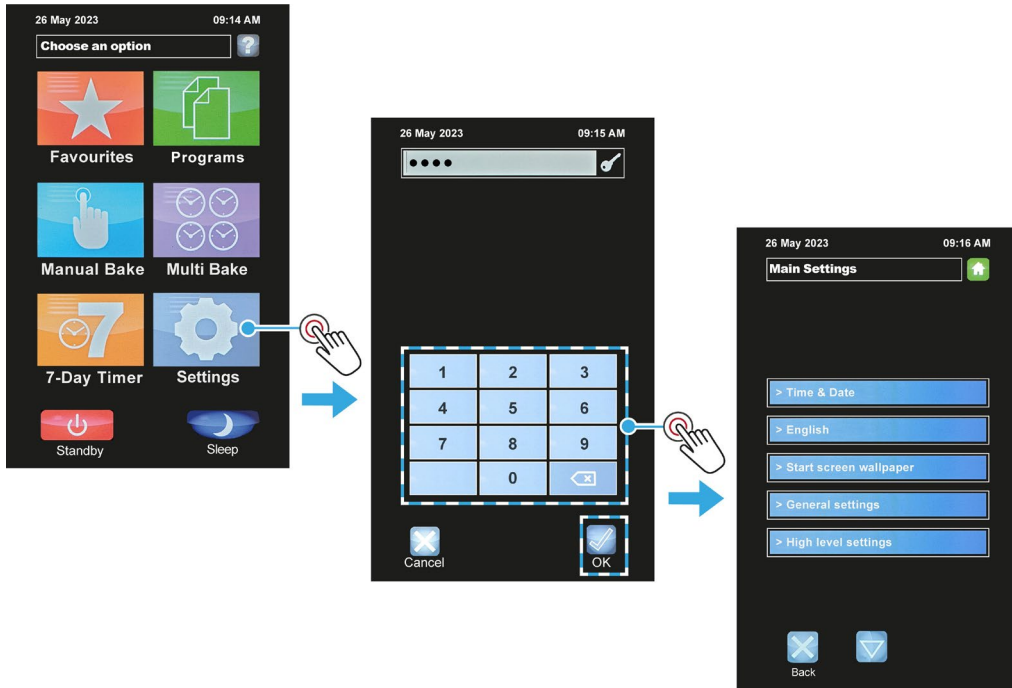 26 May 2023 09:14 AM
Choose an option ?
Favourites Programs
Manual Bake Multi Bake
7
7-Day Timer Settings
Standby Sleep
26 May 2023 09:15 AM
1 2 3
4 5 6
7 8 9
0
Cancel OK
26 May 2023 09:16 AM
Main Settings
> Time & Date
> English
> Start screen wallpaper
> General settings
> High level settings
Back